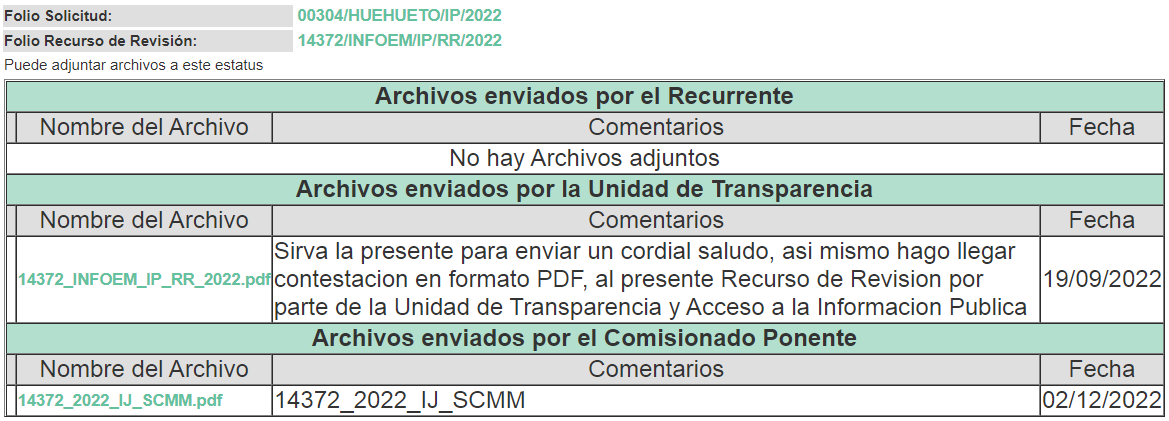 Folio Solicitud: 00304/HUEHUETO/IP/2022
Folio Recurso de Revisión: 14372/INFOEM/IP/RR/2022
Puede adjuntar archivos a este estatus
Archivos enviados por el Recurrente
Nombre del Archivo Comentarios Fecha
No hay Archivos adjuntos
Archivos enviados por la Unidad de Transparencia
Nombre del Archivo Comentarios Fecha
Sirva la presente para enviar un cordial saludo, asi mismo hago llegar
14372_INFOEM_IP_RR_2022.pdf contestacion en formato PDF, al presente Recurso de Revision por 19/09/2022
parte de la Unidad de Transparencia y Acceso a la Informacion Publica
Archivos enviados por el Comisionado Ponente
Nombre del Archivo Comentarios Fecha
14372_2022_IJ_SCMM.pdf 14372_2022_IJ_SCMM 02/12/2022